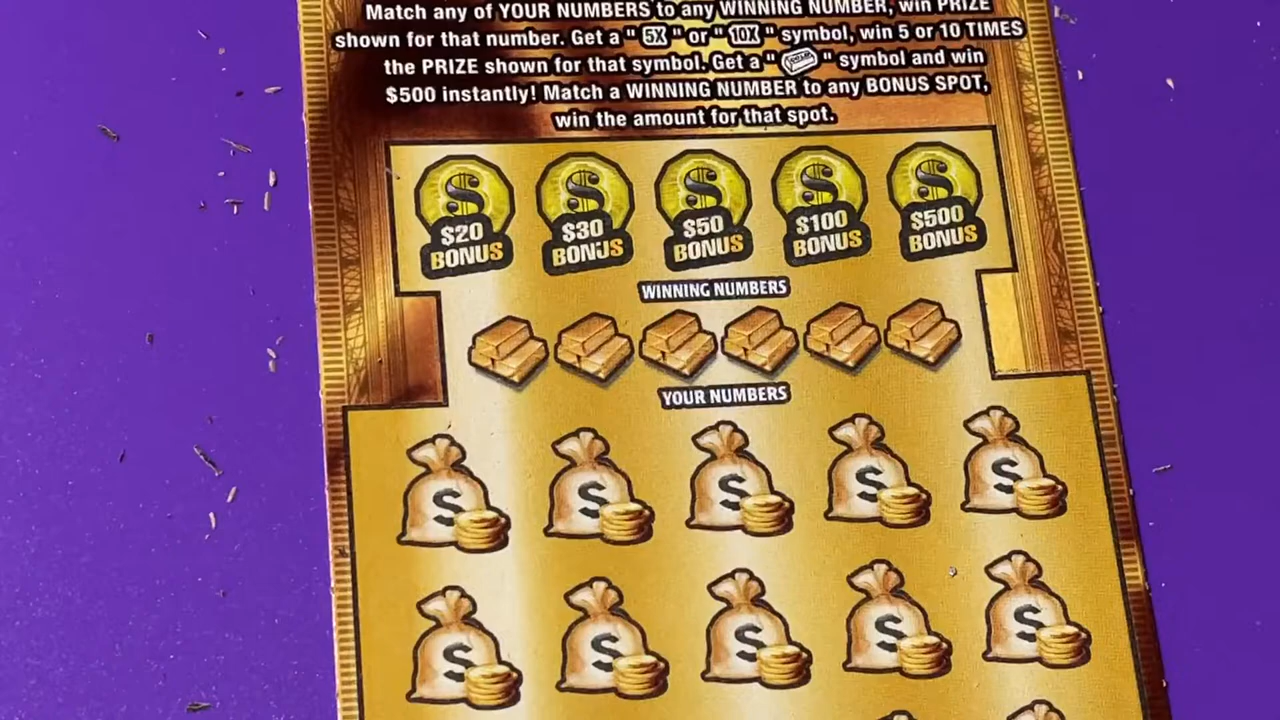 Match any of YOUR NUMBERS to any WINNING NUMBER, win PRIZE
shown for that number. Get a " 5X " or " 10X " symbol, win 5 or 10 TIMES
the PRIZE shown for that symbol. Get a " " symbol and win
$500 instantly! Match a WINNING NUMBER to any BONUS SPOT,
win the amount for that spot.
$ $ $ $ $
$20 $30 $50 $100 $500
BONUS BONUS BONUS BONUS BONUS
WINNING NUMBERS
YOUR NUMBERS
$ $ $ $ $
$ $ $ $ $